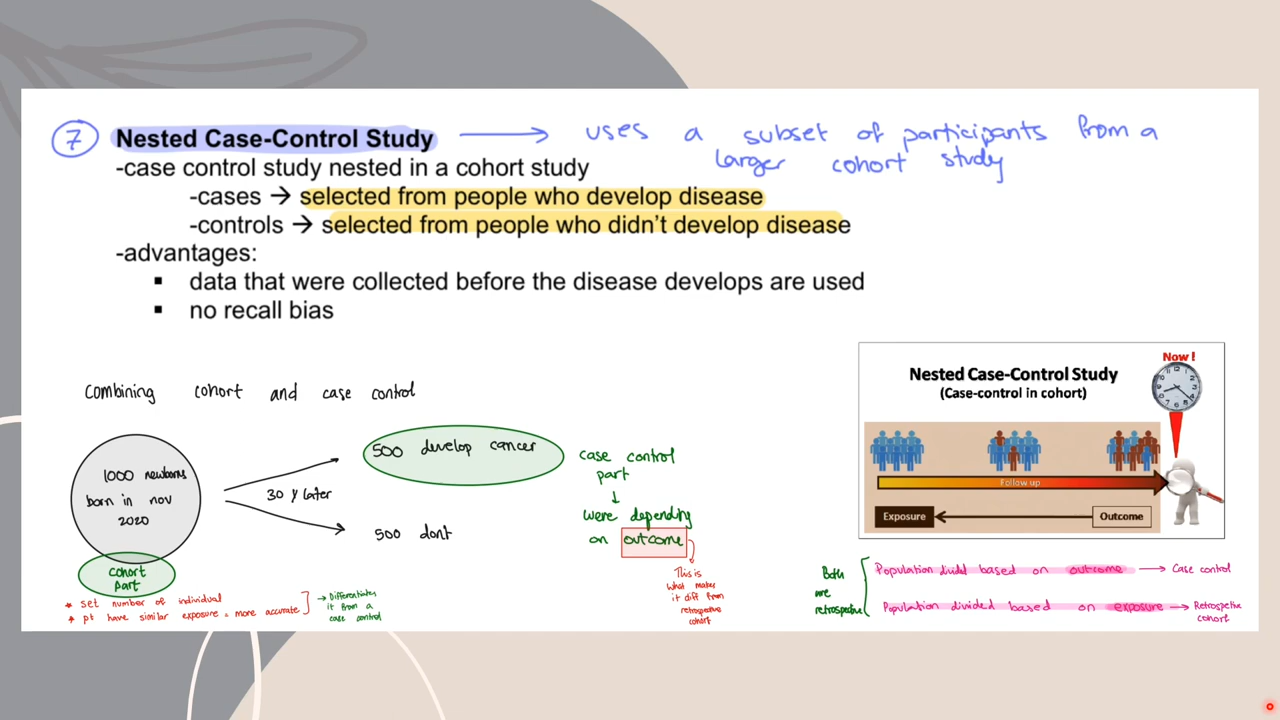 7 Nested Case-Control Study → uses a subset of participants from a
larger cohort study
-case control study nested in a cohort study
-cases → selected from people who develop disease
-controls → selected from people who didn't develop disease
-advantages:
▪ data that were collected before the disease develops are used
▪ no recall bias
Combining cohort and case control
1000 newborns
born in nov
2020
cohort
part
30 y later
500 develop cancer
500 dont
case control
part
↓
were depending
on outcome
This is
what makes
it diff from
retrospective
cohort
* set number of individual
* pt have similar exposure = more accurate
→ Differentiates
it from a
case control
Now!
Nested Case-Control Study
(Case-control in cohort)
Follow up
Exposure
Outcome
Both
are
retrospective
Population divided based on outcome → Case control
Population divided based on exposure → Retrospective
cohort